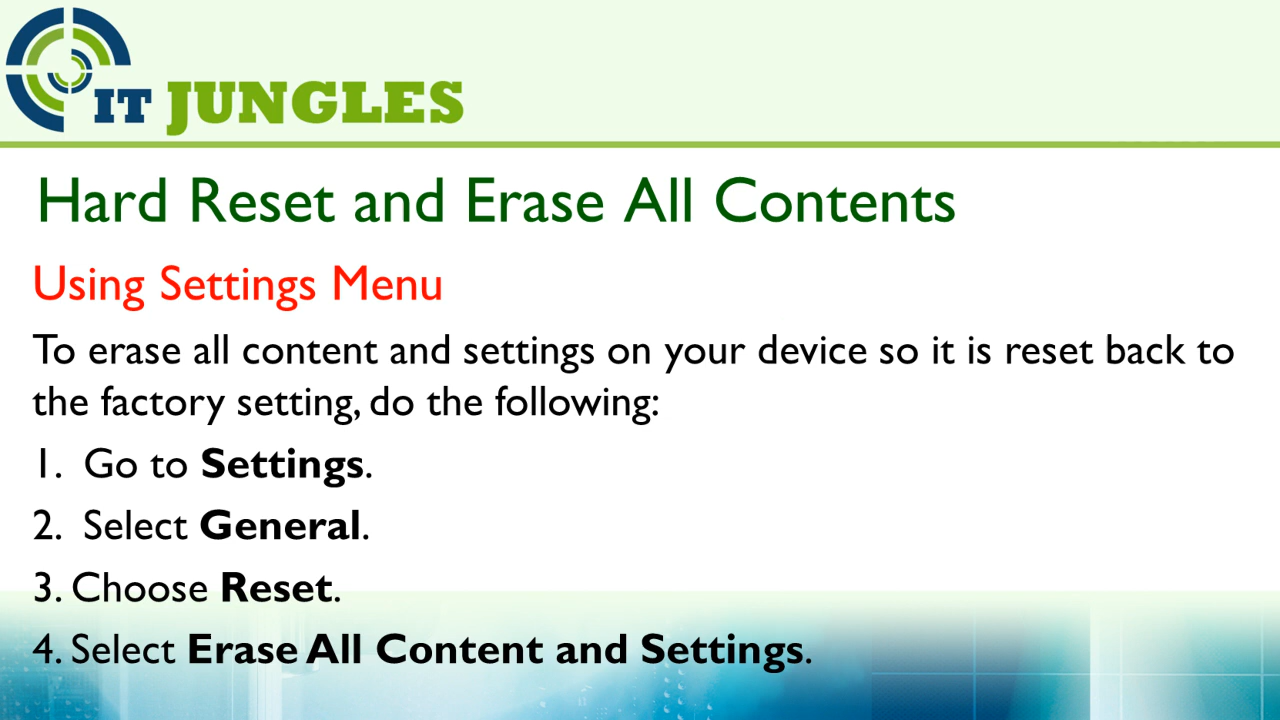 IT JUNGLES
Hard Reset and Erase All Contents
Using Settings Menu
To erase all content and settings on your device so it is reset back to
the factory setting, do the following:
1. Go to Settings.
2. Select General.
3. Choose Reset.
4. Select Erase All Content and Settings.